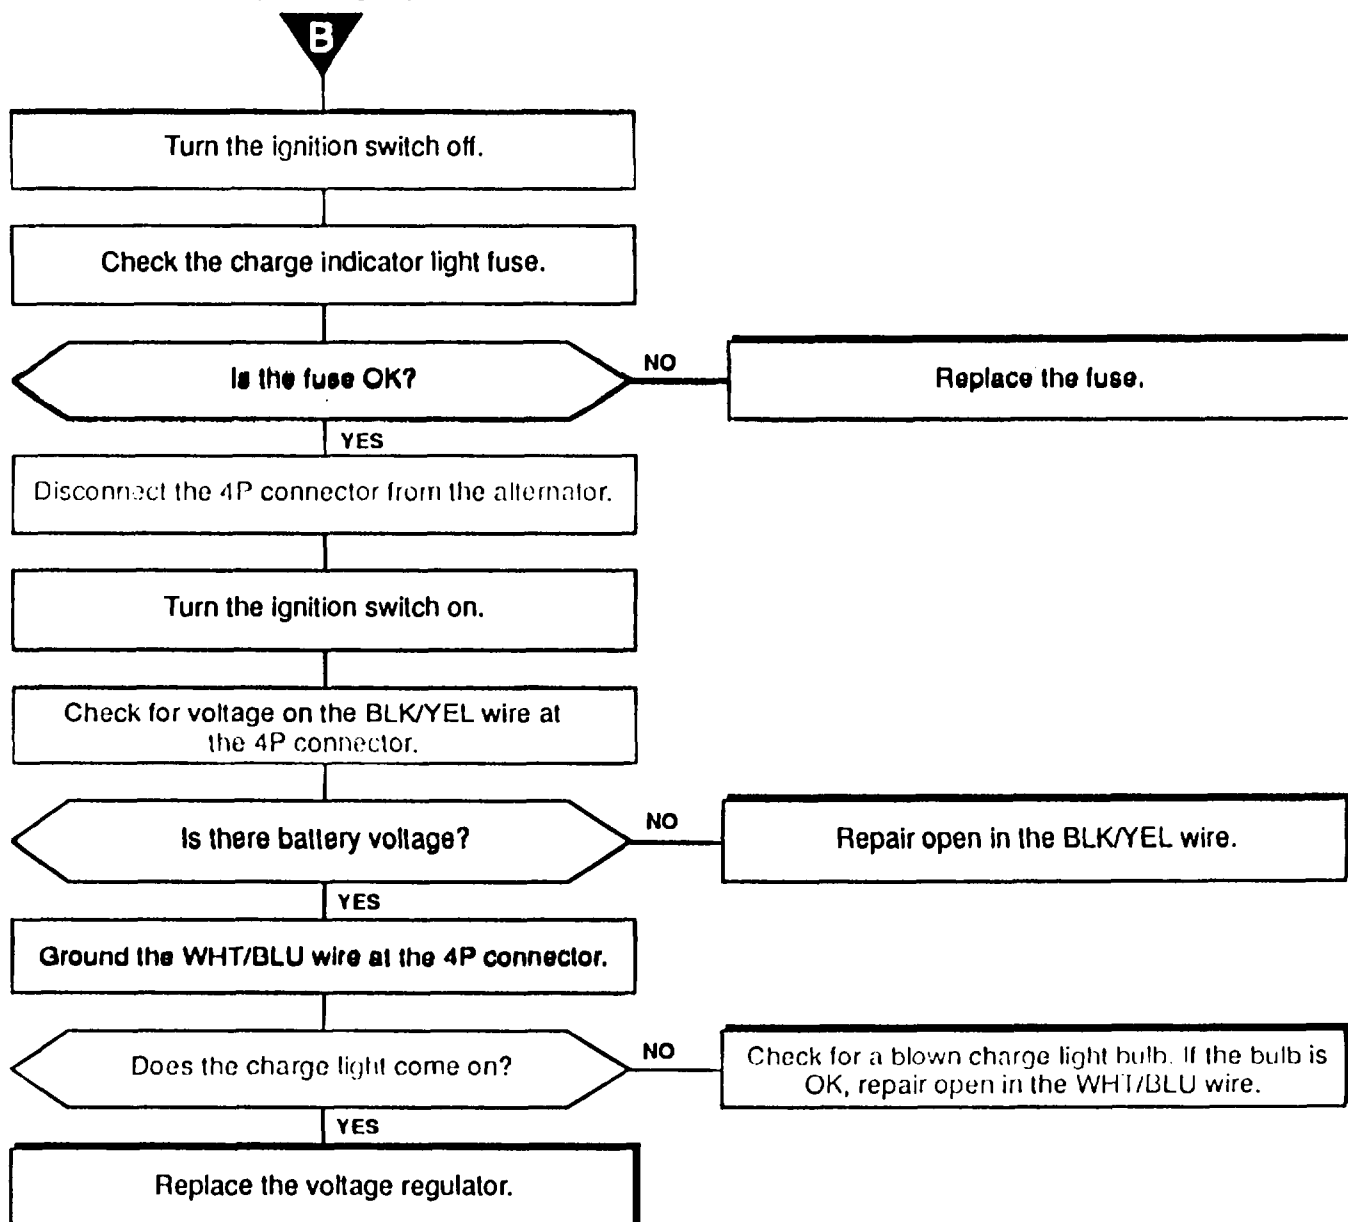 B
Turn the ignition switch off.
Check the charge indicator light fuse.
Is the fuse OK?
NO
Replace the fuse.
YES
Disconnect the 4P connector from the alternator.
Turn the ignition switch on.
Check for voltage on the BLK/YEL wire at
the 4P connector.
Is there battery voltage?
NO
Repair open in the BLK/YEL wire.
YES
Ground the WHT/BLU wire at the 4P connector.
Does the charge light come on?
NO
Check for a blown charge light bulb. If the bulb is
OK, repair open in the WHT/BLU wire.
YES
Replace the voltage regulator.